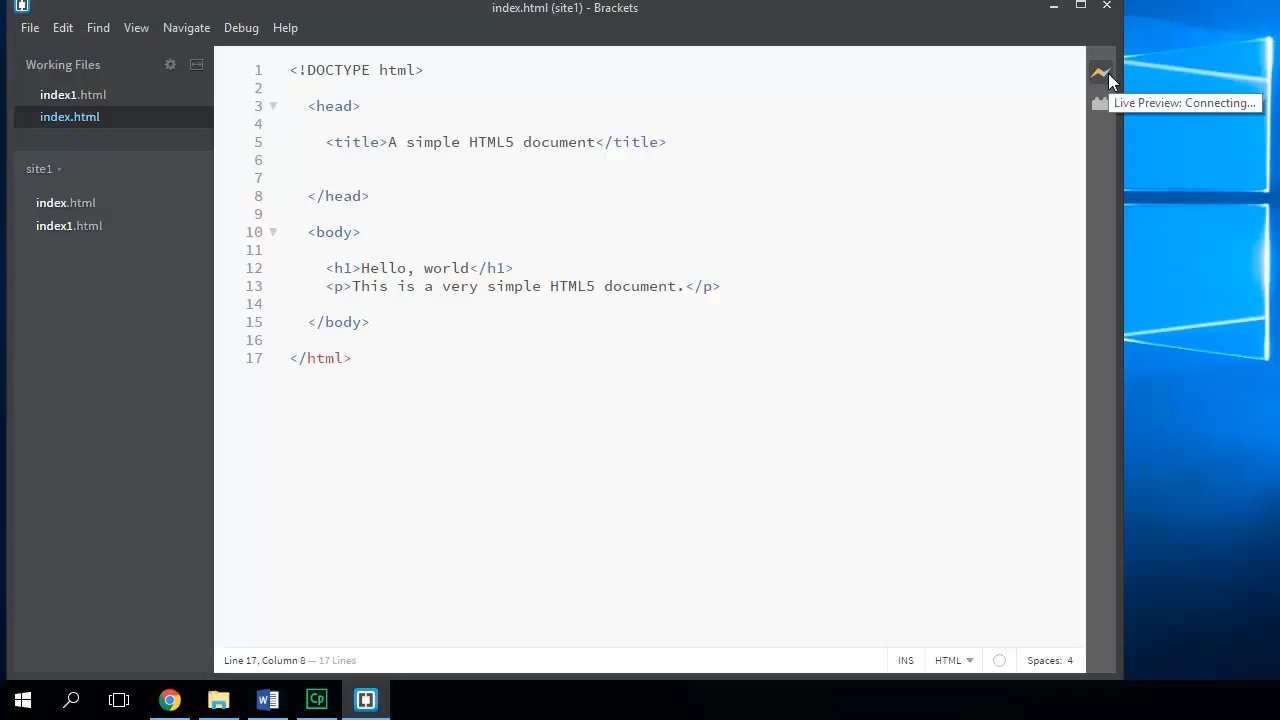 index.html (site1) - Brackets
File Edit Find View Navigate Debug Help
Working Files
index1.html
index.html
site1
index.html
index1.html
1 <!DOCTYPE html>
2
3 <head>
4
5 <title>A simple HTML5 document</title>
6
7
8 </head>
9
10 <body>
11
12 <h1>Hello, world</h1>
13 <p>This is a very simple HTML5 document.</p>
14
15 </body>
16
17 </html>
Live Preview: Connecting...
Line 17, Column 8 — 17 Lines
INS HTML Spaces: 4
W Cp